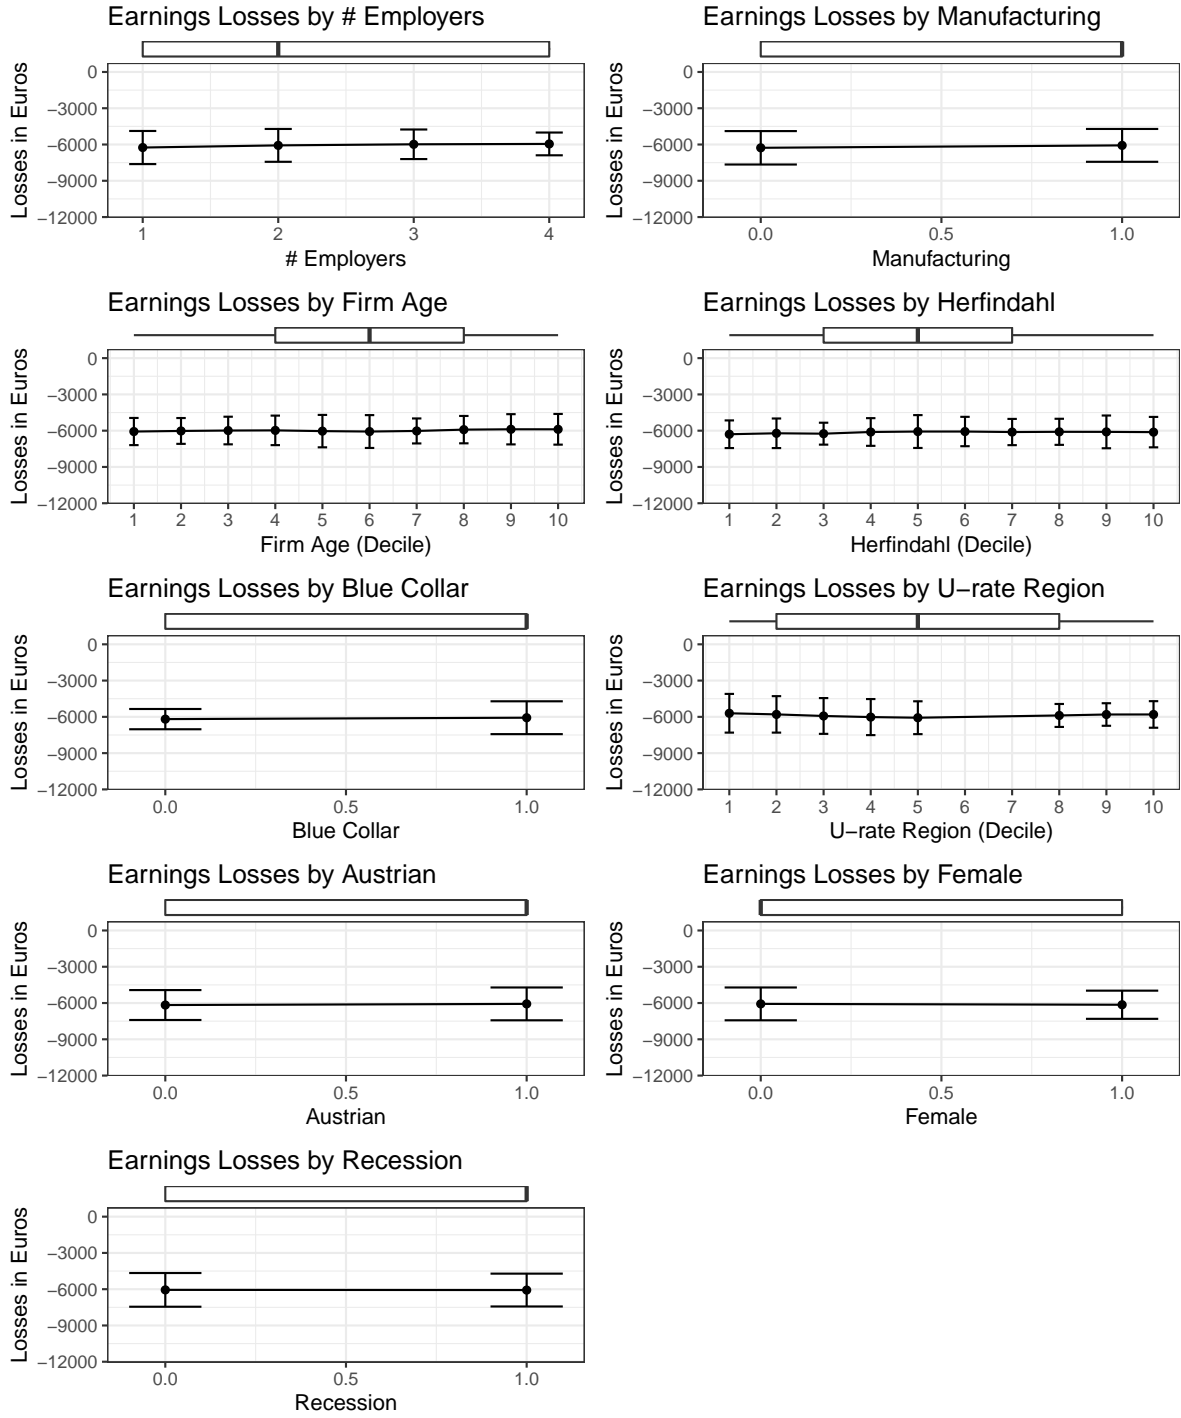 Earnings Losses by # Employers
Losses in Euros
0
−3000
−6000
−9000
−12000
1 2 3 4
# Employers
Earnings Losses by Manufacturing
Losses in Euros
0
−3000
−6000
−9000
−12000
0.0 0.5 1.0
Manufacturing
Earnings Losses by Firm Age
Losses in Euros
0
−3000
−6000
−9000
−12000
1 2 3 4 5 6 7 8 9 10
Firm Age (Decile)
Earnings Losses by Herfindahl
Losses in Euros
0
−3000
−6000
−9000
−12000
1 2 3 4 5 6 7 8 9 10
Herfindahl (Decile)
Earnings Losses by Blue Collar
Losses in Euros
0
−3000
−6000
−9000
−12000
0.0 0.5 1.0
Blue Collar
Earnings Losses by U−rate Region
Losses in Euros
0
−3000
−6000
−9000
−12000
1 2 3 4 5 6 7 8 9 10
U−rate Region (Decile)
Earnings Losses by Austrian
Losses in Euros
0
−3000
−6000
−9000
−12000
0.0 0.5 1.0
Austrian
Earnings Losses by Female
Losses in Euros
0
−3000
−6000
−9000
−12000
0.0 0.5 1.0
Female
Earnings Losses by Recession
Losses in Euros
0
−3000
−6000
−9000
−12000
0.0 0.5 1.0
Recession